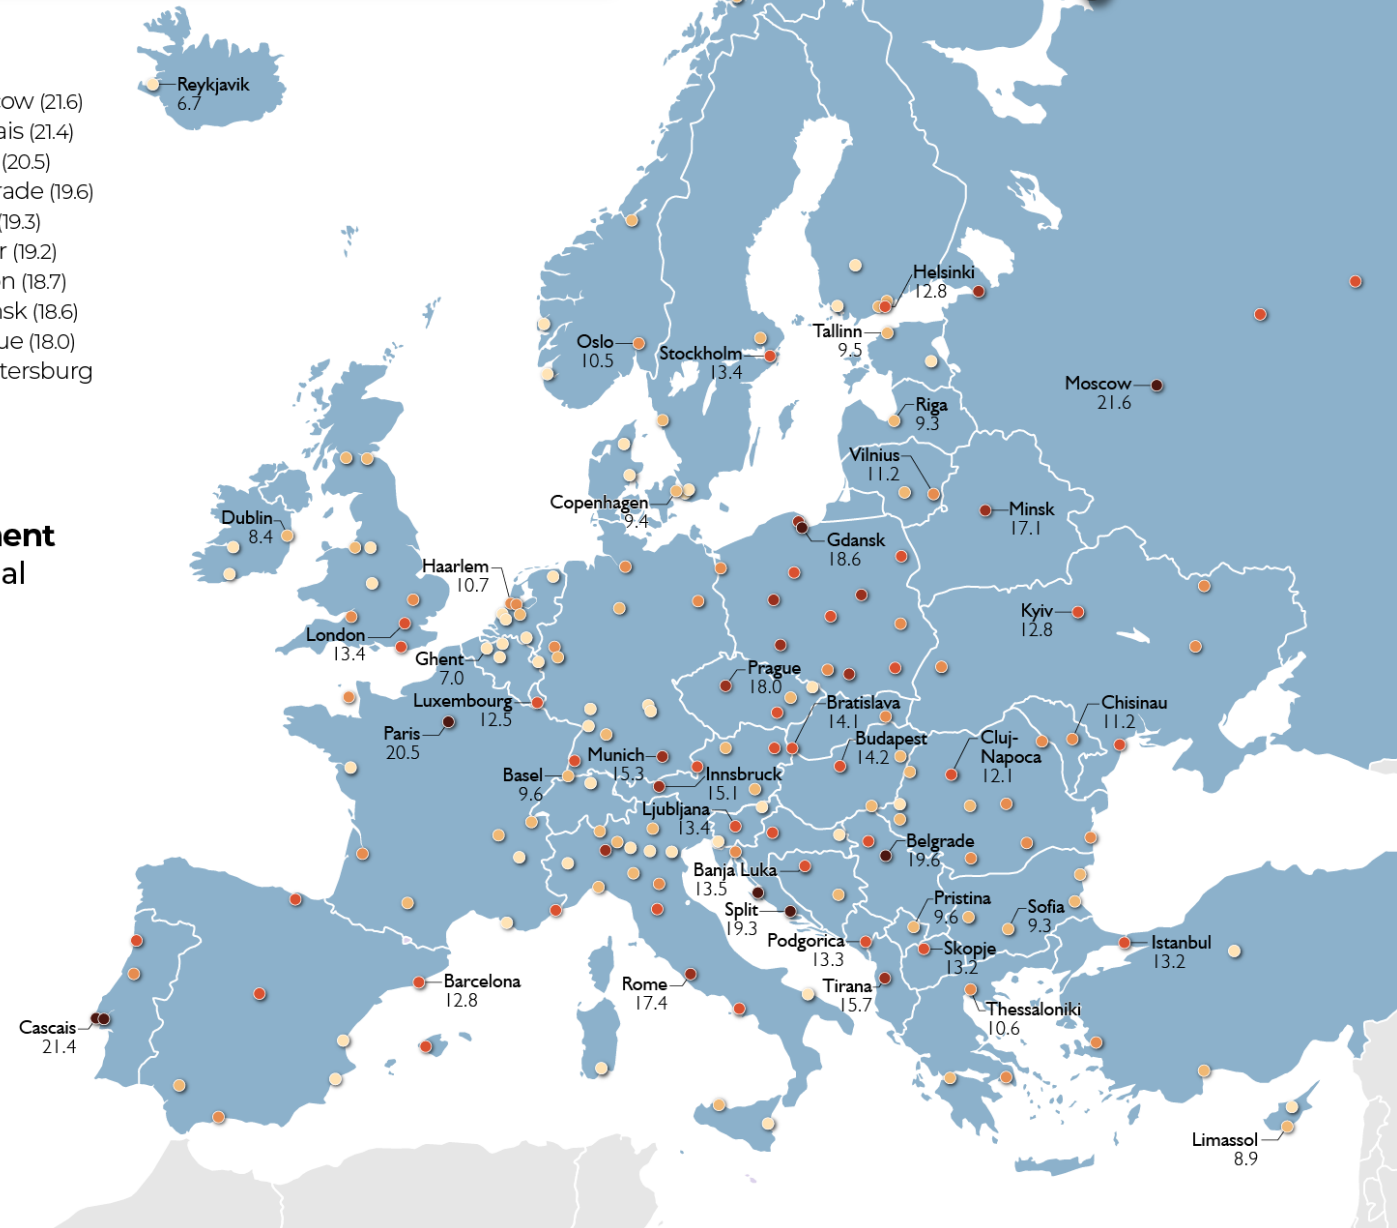 ow (21.6)
ais (21.4)
(20.5)
rade (19.6)
(19.3)
r (19.2)
n (18.7)
sk (18.6)
ue (18.0)
tersburg
nent
al
Reykjavik
6.7
Helsinki
12.8
Oslo
10.5
Stockholm
13.4
Tallinn
9.5
Moscow
21.6
Riga
9.3
Vilnius
11.2
Minsk
17.1
Copenhagen
9.4
Dublin
8.4
Gdansk
18.6
Haarlem
10.7
Kyiv
12.8
London
13.4
Ghent
7.0
Prague
18.0
Luxembourg
12.5
Bratislava
14.1
Chisinau
11.2
Paris
20.5
Budapest
14.2
Cluj-
Napoca
12.1
Munich
15.3
Basel
9.6
Innsbruck
15.1
Ljubljana
13.4
Belgrade
19.6
Banja Luka
13.5
Split
19.3
Pristina
9.6
Sofia
9.3
Podgorica
13.3
Skopje
13.2
Istanbul
13.2
Barcelona
12.8
Rome
17.4
Tirana
15.7
Thessaloniki
10.6
Cascais
21.4
Limassol
8.9